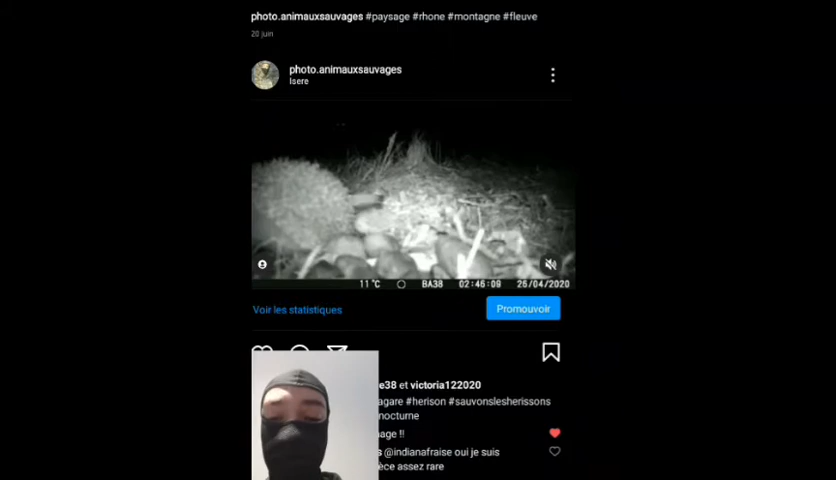 photo.animauxsauvages #paysage #rhone #montagne #fleuve
20 juin
photo.animauxsauvages
Isere
11°C BA38 02:46:09 26/04/2020
Voir les statistiques
Promouvoir
e38 et victoria122020
agare #herison #sauvonslesherissons
nocturne
age !!
s @indianafraise oui je suis
èce assez rare